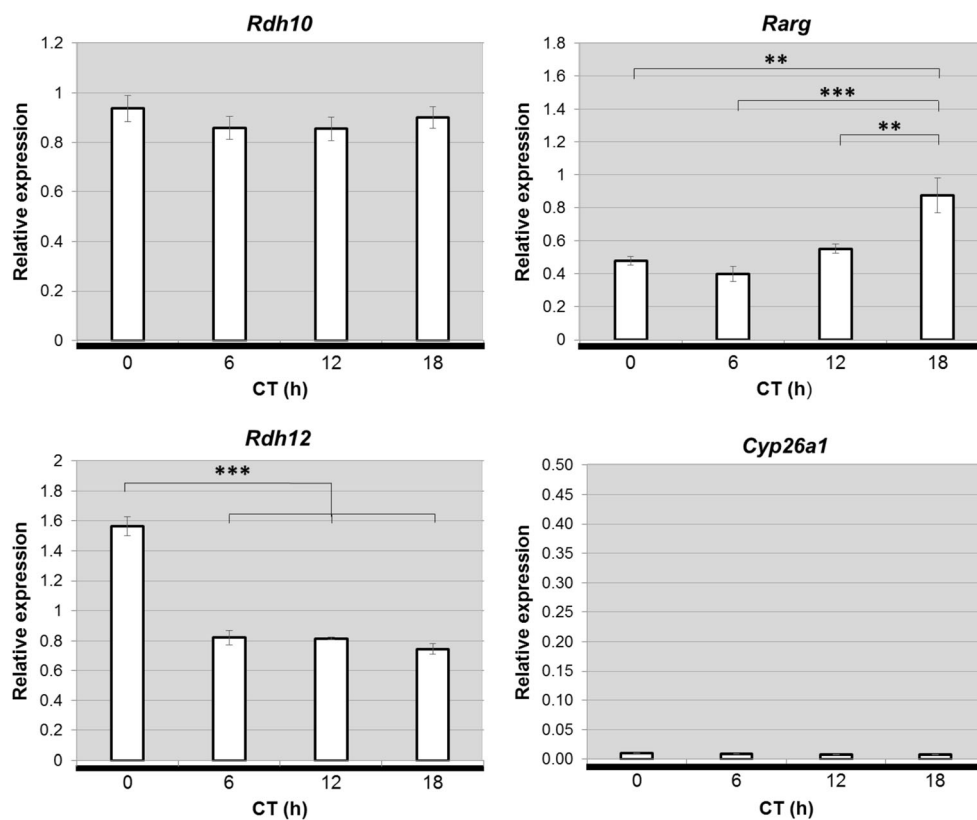 Rdh10
Relative expression
1.2
1
0.8
0.6
0.4
0.2
0
0 6 12 18
CT (h)
Rarg
Relative expression
1.8
1.6
1.4
1.2
1
0.8
0.6
0.4
0.2
0
**
***
**
0 6 12 18
CT (h)
Rdh12
Relative expression
2
1.8
1.6
1.4
1.2
1
0.8
0.6
0.4
0.2
0
***
0 6 12 18
CT (h)
Cyp26a1
Relative expression
0.50
0.45
0.40
0.35
0.30
0.25
0.20
0.15
0.10
0.05
0.00
0 6 12 18
CT (h)